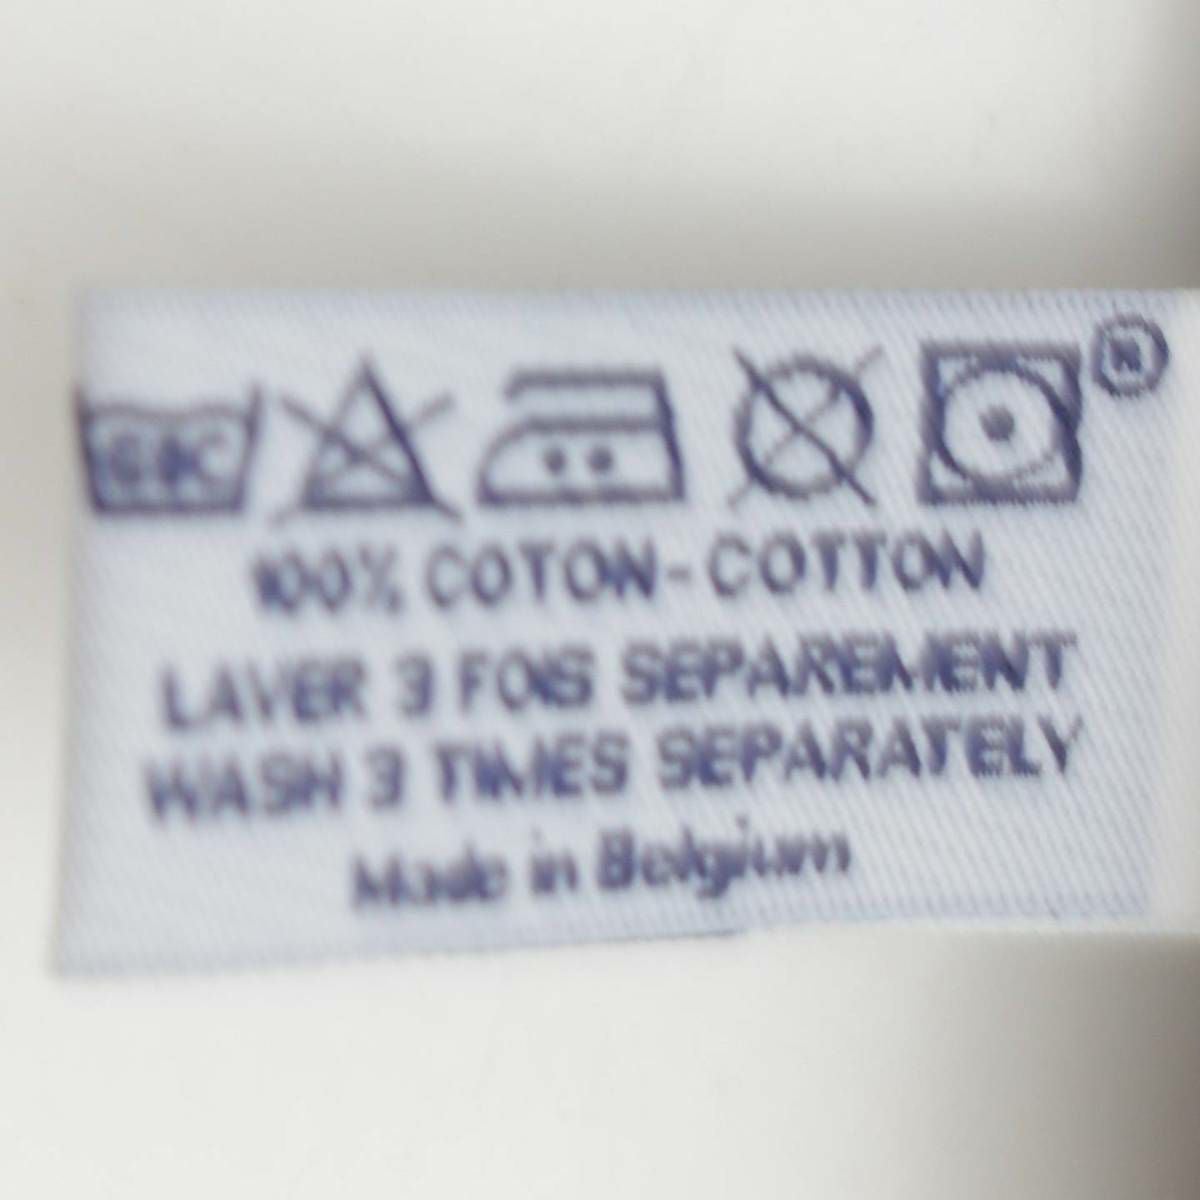 100% COTON - COTTON
LAVER 3 FOIS SEPAREMENT
WASH 3 TIMES SEPARATELY
Made in Belgium